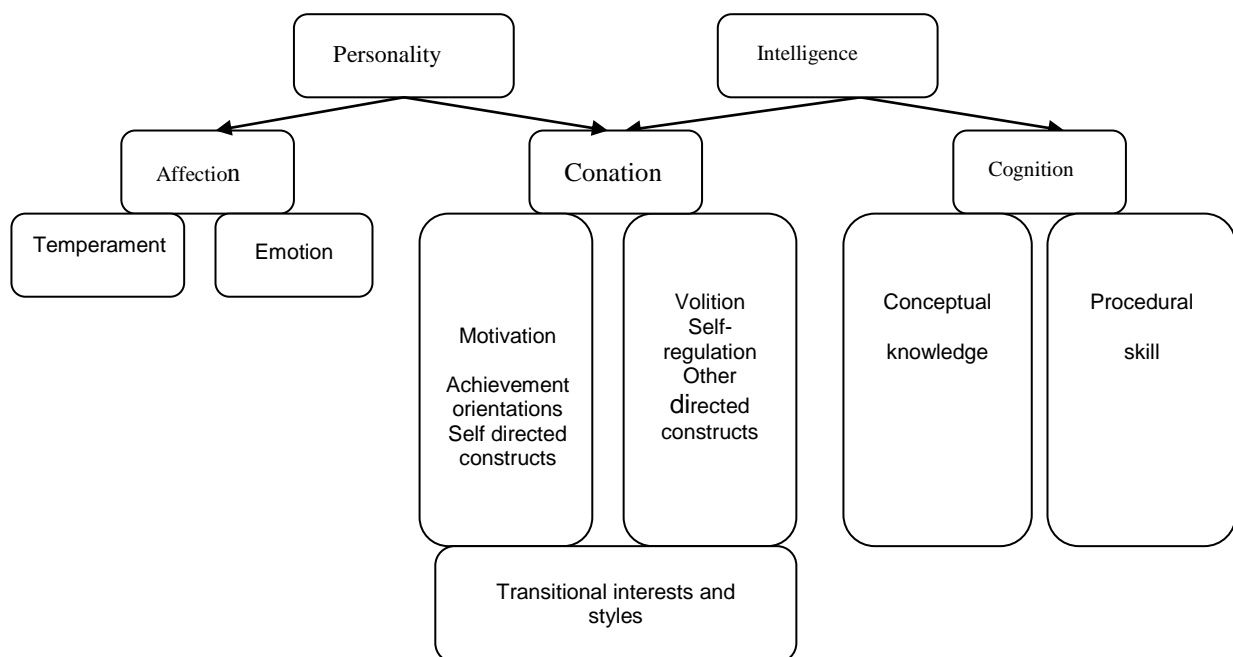 Personality
Intelligence
Affection
Conation
Cognition
Temperament
Emotion
Motivation
Achievement
orientations
Self directed
constructs
Volition
Self-
regulation
Other
directed
constructs
Conceptual
knowledge
Procedural
skill
Transitional interests and
styles